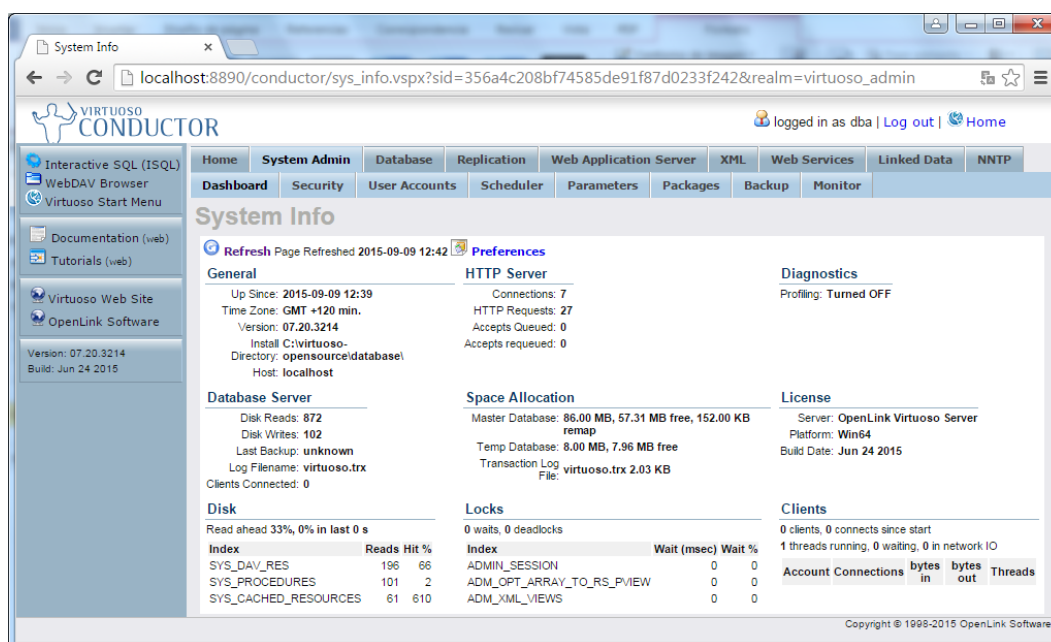 System Info
localhost:8890/conductor/sys_info.vspx?sid=356a4c208bf74585de91f87d0233f242&realm=virtuoso_admin
VIRTUOSO
CONDUCTOR
logged in as dba | Log out | Home
Interactive SQL (ISQL)
WebDAV Browser
Virtuoso Start Menu
Documentation (web)
Tutorials (web)
Virtuoso Web Site
OpenLink Software
Version: 07.20.3214
Build: Jun 24 2015
Home System Admin Database Replication Web Application Server XML Web Services Linked Data NNTP
Dashboard Security User Accounts Scheduler Parameters Packages Backup Monitor
System Info
Refresh Page Refreshed 2015-09-09 12:42 Preferences
General
Up Since: 2015-09-09 12:39
Time Zone: GMT +120 min.
Version: 07.20.3214
Install C:\virtuoso-
Directory: opensource\database\
Host: localhost
HTTP Server
Connections: 7
HTTP Requests: 27
Accepts Queued: 0
Accepts requeued: 0
Diagnostics
Profiling: Turned OFF
Database Server
Disk Reads: 872
Disk Writes: 102
Last Backup: unknown
Log Filename: virtuoso.trx
Clients Connected: 0
Space Allocation
Master Database: 86.00 MB, 57.31 MB free, 152.00 KB
remap
Temp Database: 8.00 MB, 7.96 MB free
Transaction Log
File: virtuoso.trx 2.03 KB
License
Server: OpenLink Virtuoso Server
Platform: Win64
Build Date: Jun 24 2015
Disk
Read ahead 33%, 0% in last 0 s
Index Reads Hit %
SYS_DAV_RES 196 66
SYS_PROCEDURES 101 2
SYS_CACHED_RESOURCES 61 610
Locks
0 waits, 0 deadlocks
Index Wait (msec) Wait %
ADMIN_SESSION 0 0
ADM_OPT_ARRAY_TO_RS_PVIEW 0 0
ADM_XML_VIEWS 0 0
Clients
0 clients, 0 connects since start
1 threads running, 0 waiting, 0 in network IO
Account Connections bytes in bytes out Threads
Copyright © 1998-2015 OpenLink Software